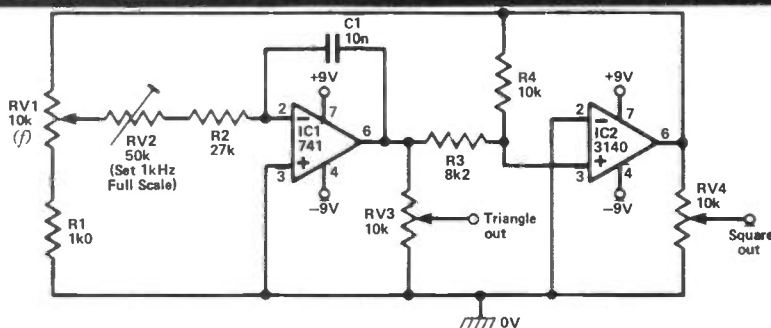 C1
10n
+9V
R4
10k
+9V
RV1
10k
(f)
RV2
50k
(Set 1kHz
Full Scale)
R2
27k
2
–
7
IC1
741
6
+
3
4
–9V
R3
8k2
2
–
7
IC2
3140
6
+
3
4
–9V
R1
1k0
RV3
10k
Triangle
out
RV4
10k
Square
out
0V